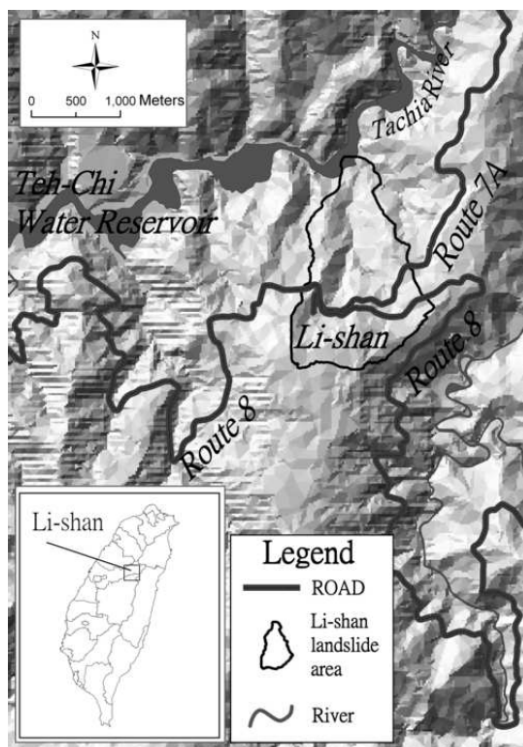 N
0 500 1,000 Meters
Tachia River
Teh-Chi
Water Reservoir
Route 7A
Li-shan
Route 8
Route 8
Li-shan
Legend
ROAD
Li-shan
landslide
area
River